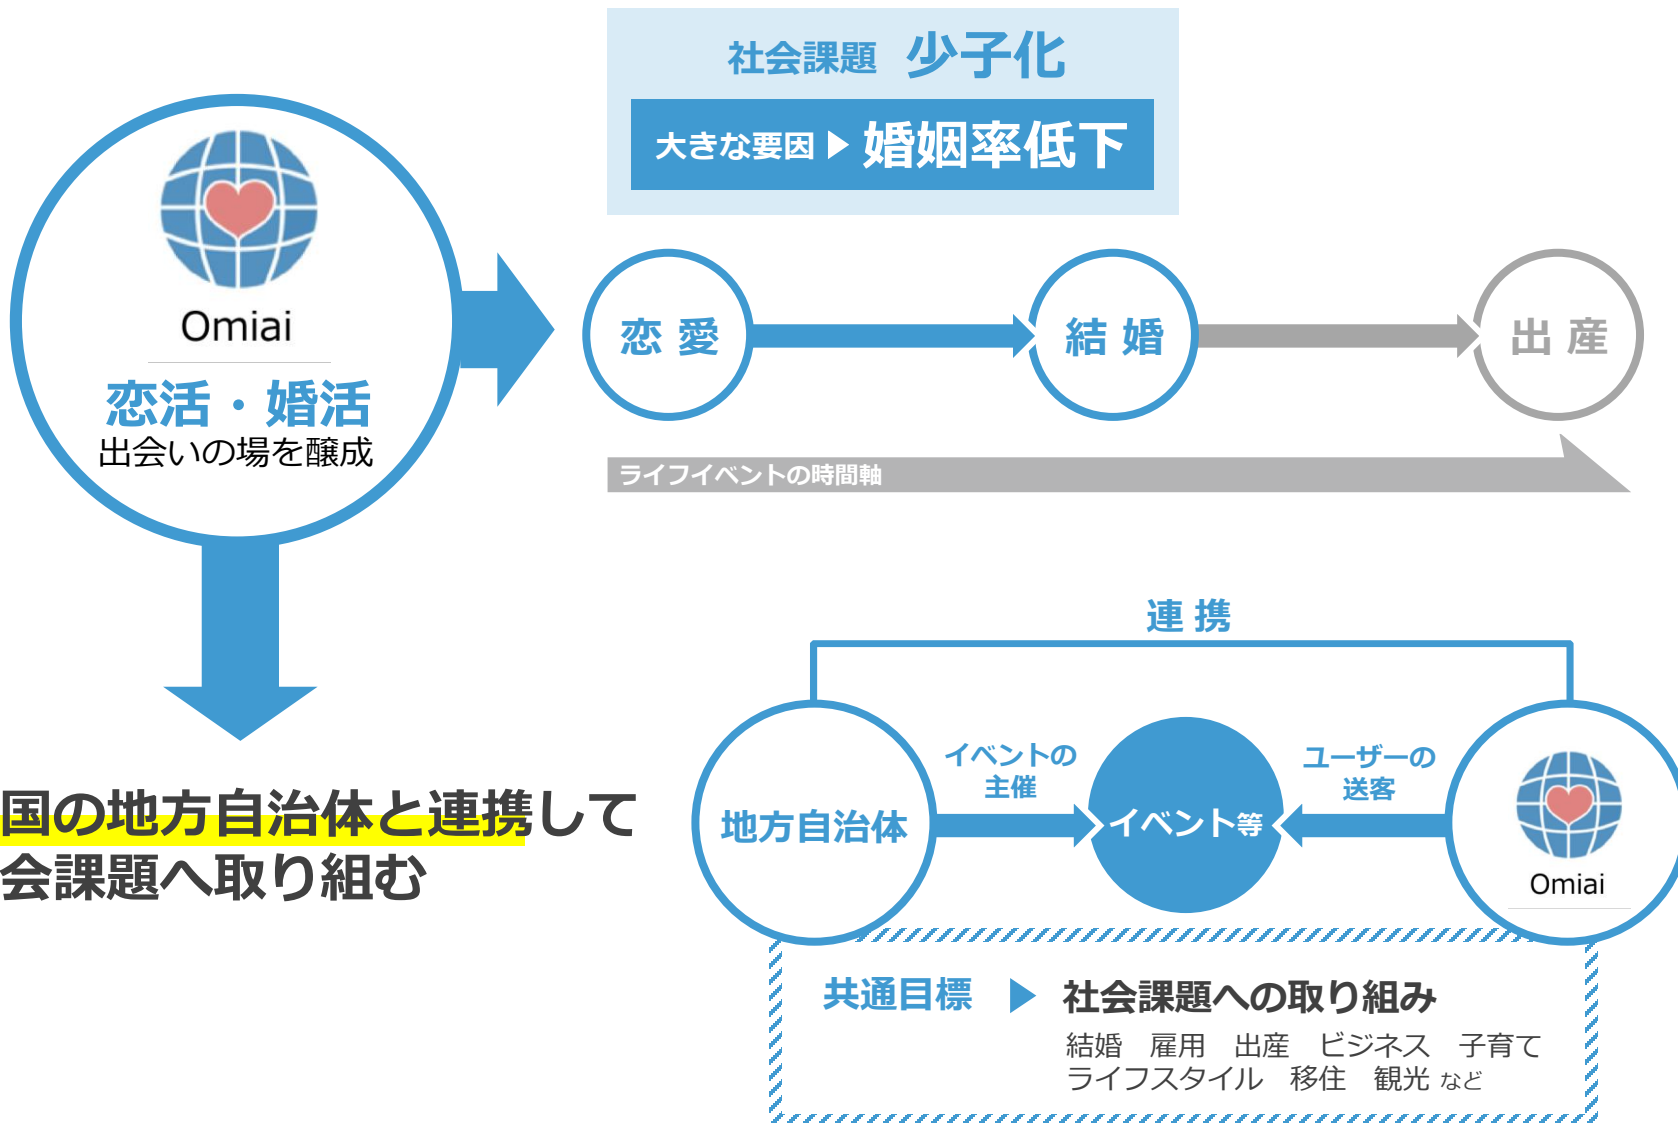 社会課題 少子化
大きな要因 ▶ 婚姻率低下
Omiai
恋活・婚活
出会いの場を醸成
恋愛
結婚
出産
ライフイベントの時間軸
国の地方自治体と連携して
会課題へ取り組む
連携
地方自治体
イベントの
主催
イベント等
ユーザーの
送客
Omiai
共通目標 ▶ 社会課題への取り組み
結婚 雇用 出産 ビジネス 子育て
ライフスタイル 移住 観光 など